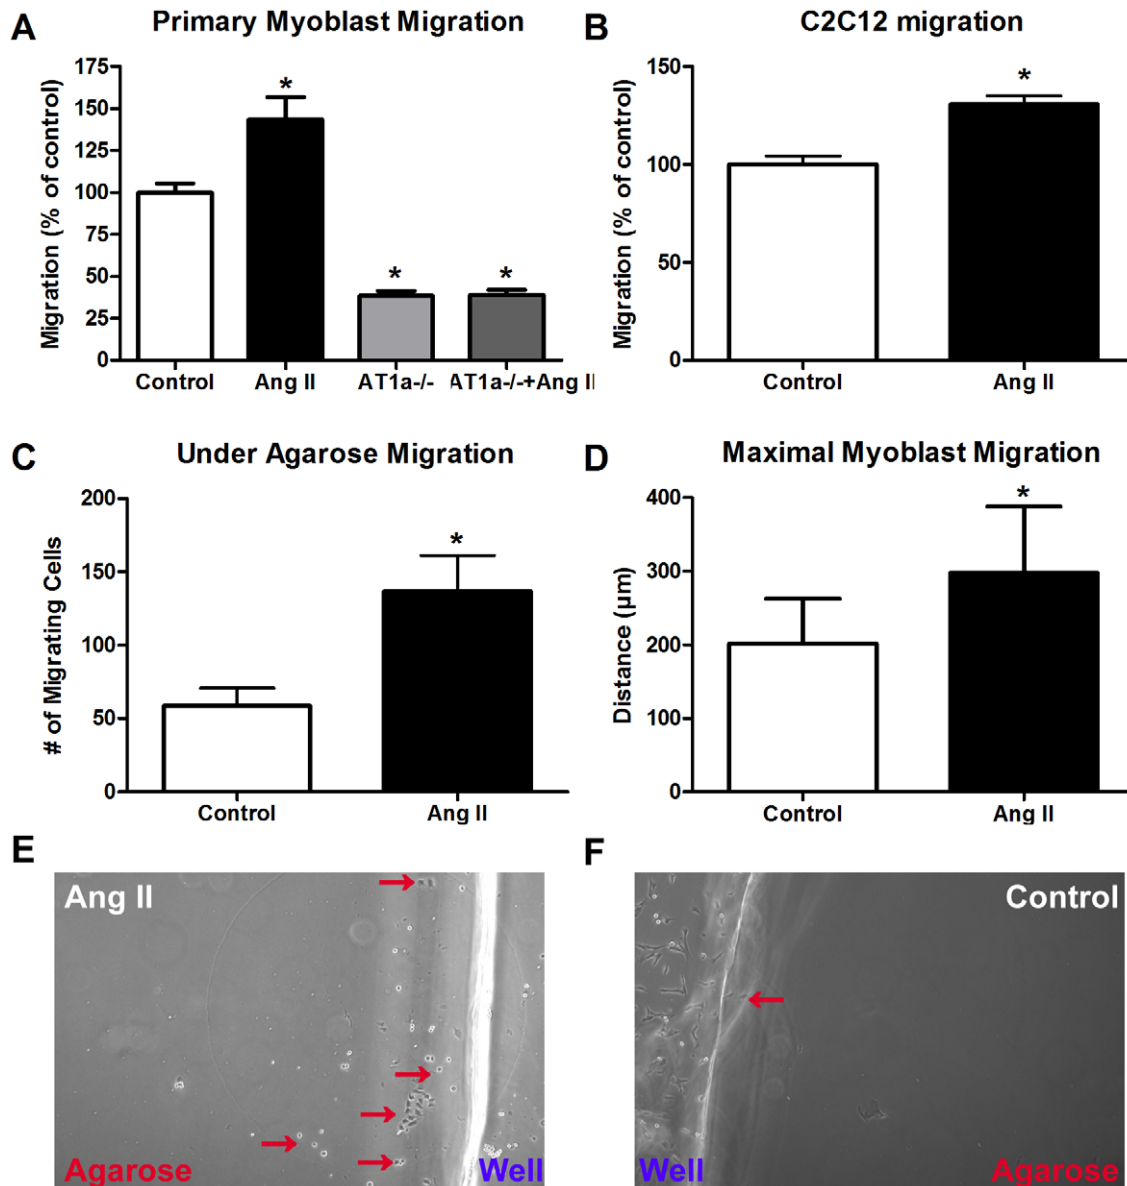 A Primary Myoblast Migration
Migration (% of control)
175
150
125
100
75
50
25
0
*
*
*
Control Ang II AT1a-/- AT1a-/-+Ang II
B C2C12 migration
Migration (% of control)
150
100
50
0
*
Control Ang II
C Under Agarose Migration
# of Migrating Cells
200
150
100
50
0
*
Control Ang II
D Maximal Myoblast Migration
Distance (µm)
400
300
200
100
0
*
Control Ang II
E
Ang II
Agarose Well
F
Control
Well Agarose